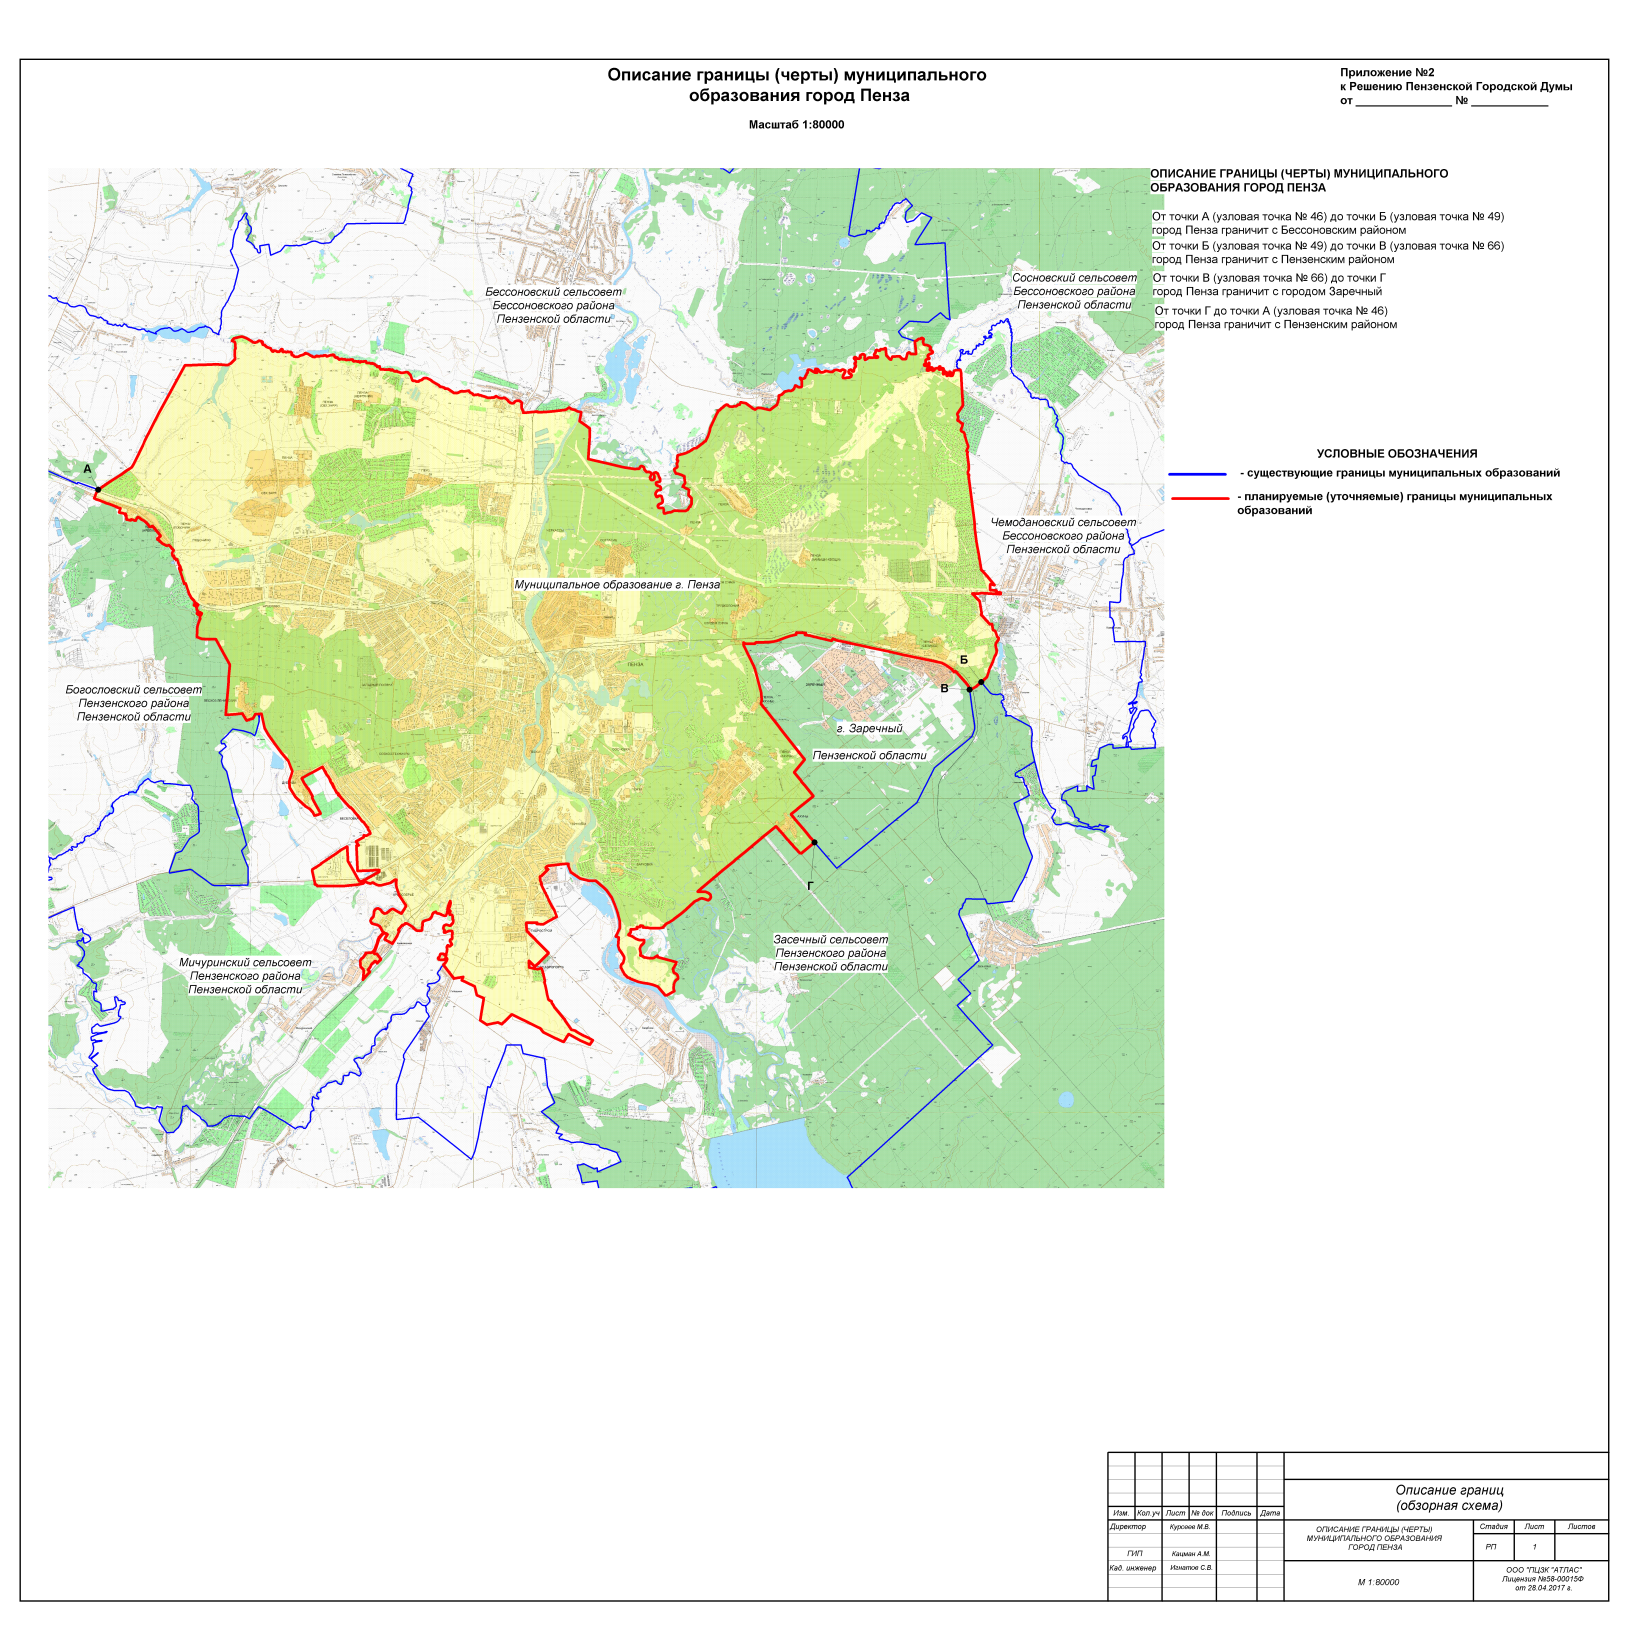 Описание границы (черты) муниципального
образования город Пенза
Масштаб 1:80000
Приложение №2
к Решению Пензенской Городской Думы
от _______________ № ____________
ОПИСАНИЕ ГРАНИЦЫ (ЧЕРТЫ) МУНИЦИПАЛЬНОГО
ОБРАЗОВАНИЯ ГОРОД ПЕНЗА
От точки А (узловая точка № 46) до точки Б (узловая точка № 49)
город Пенза граничит с Бессоновским районом
От точки Б (узловая точка № 49) до точки В (узловая точка № 66)
город Пенза граничит с Пензенским районом
От точки В (узловая точка № 66) до точки Г
город Пенза граничит с городом Заречный
От точки Г до точки А (узловая точка № 46)
город Пенза граничит с Пензенским районом
УСЛОВНЫЕ ОБОЗНАЧЕНИЯ
- существующие границы муниципальных образований
- планируемые (уточняемые) границы муниципальных
образований
Бессоновский сельсовет
Бессоновского района
Пензенской области
Сосновский сельсовет
Бессоновского района
Пензенской области
А
Чемодановский сельсовет
Бессоновского района
Пензенской области
Муниципальное образование г. Пенза
ПЕНЗА
Б
В
Богословский сельсовет
Пензенского района
Пензенской области
г. Заречный
Пензенской области
Г
Засечный сельсовет
Пензенского района
Пензенской области
Мичуринский сельсовет
Пензенского района
Пензенской области
Изм. Кол.уч Лист № док Подпись Дата
Директор Куроев М.В.
ГИП Кацман А.М.
Кад. инженер Игнатов С.В.
Описание границ
(обзорная схема)
ОПИСАНИЕ ГРАНИЦЫ (ЧЕРТЫ)
МУНИЦИПАЛЬНОГО ОБРАЗОВАНИЯ
ГОРОД ПЕНЗА
Стадия Лист Листов
РП 1
М 1:80000
ООО "ПЦЗК "АТЛАС"
Лицензия №58-00015Ф
от 28.04.2017 г.